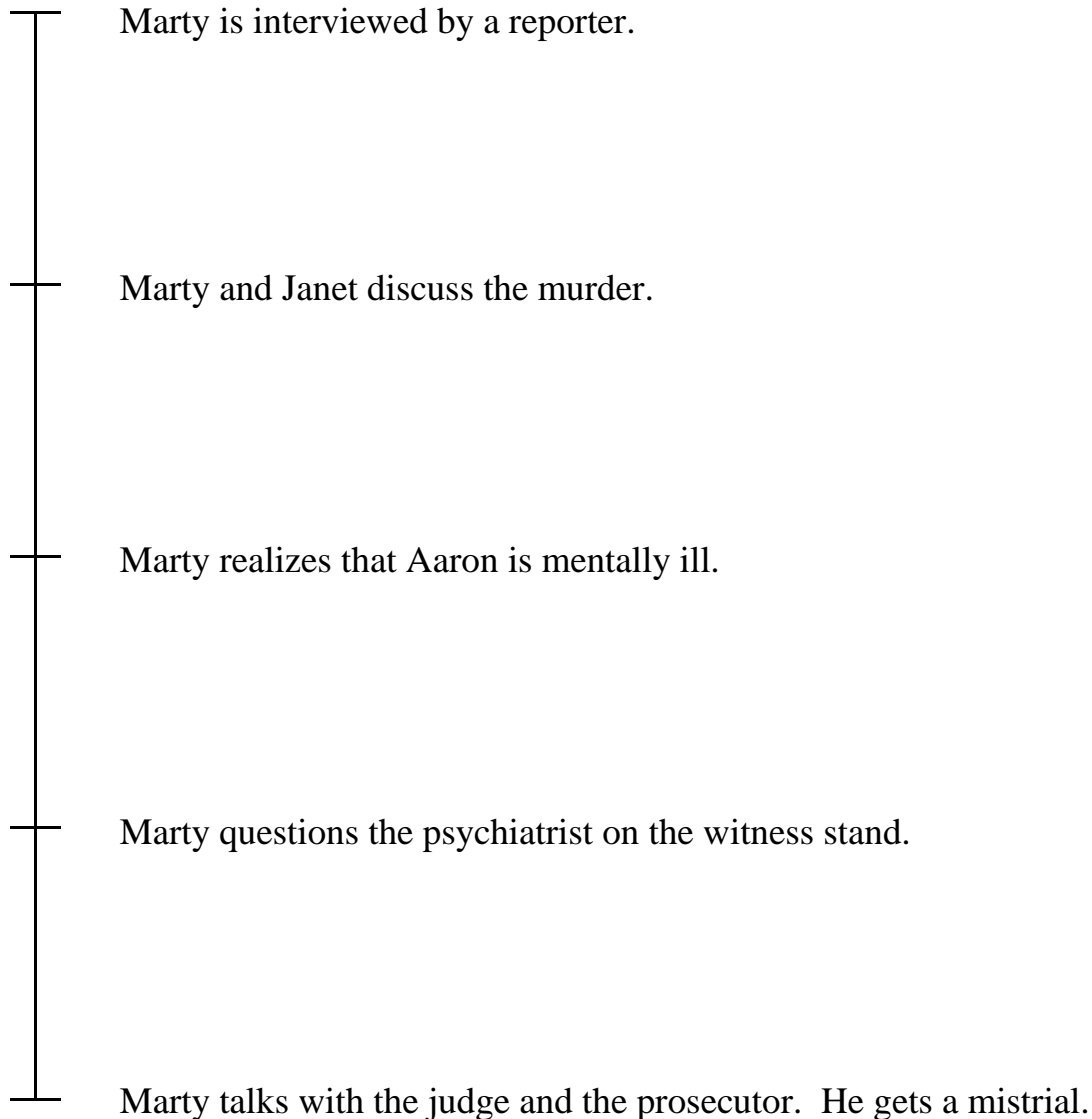 Marty is interviewed by a reporter.
Marty and Janet discuss the murder.
Marty realizes that Aaron is mentally ill.
Marty questions the psychiatrist on the witness stand.
Marty talks with the judge and the prosecutor.  He gets a mistrial.